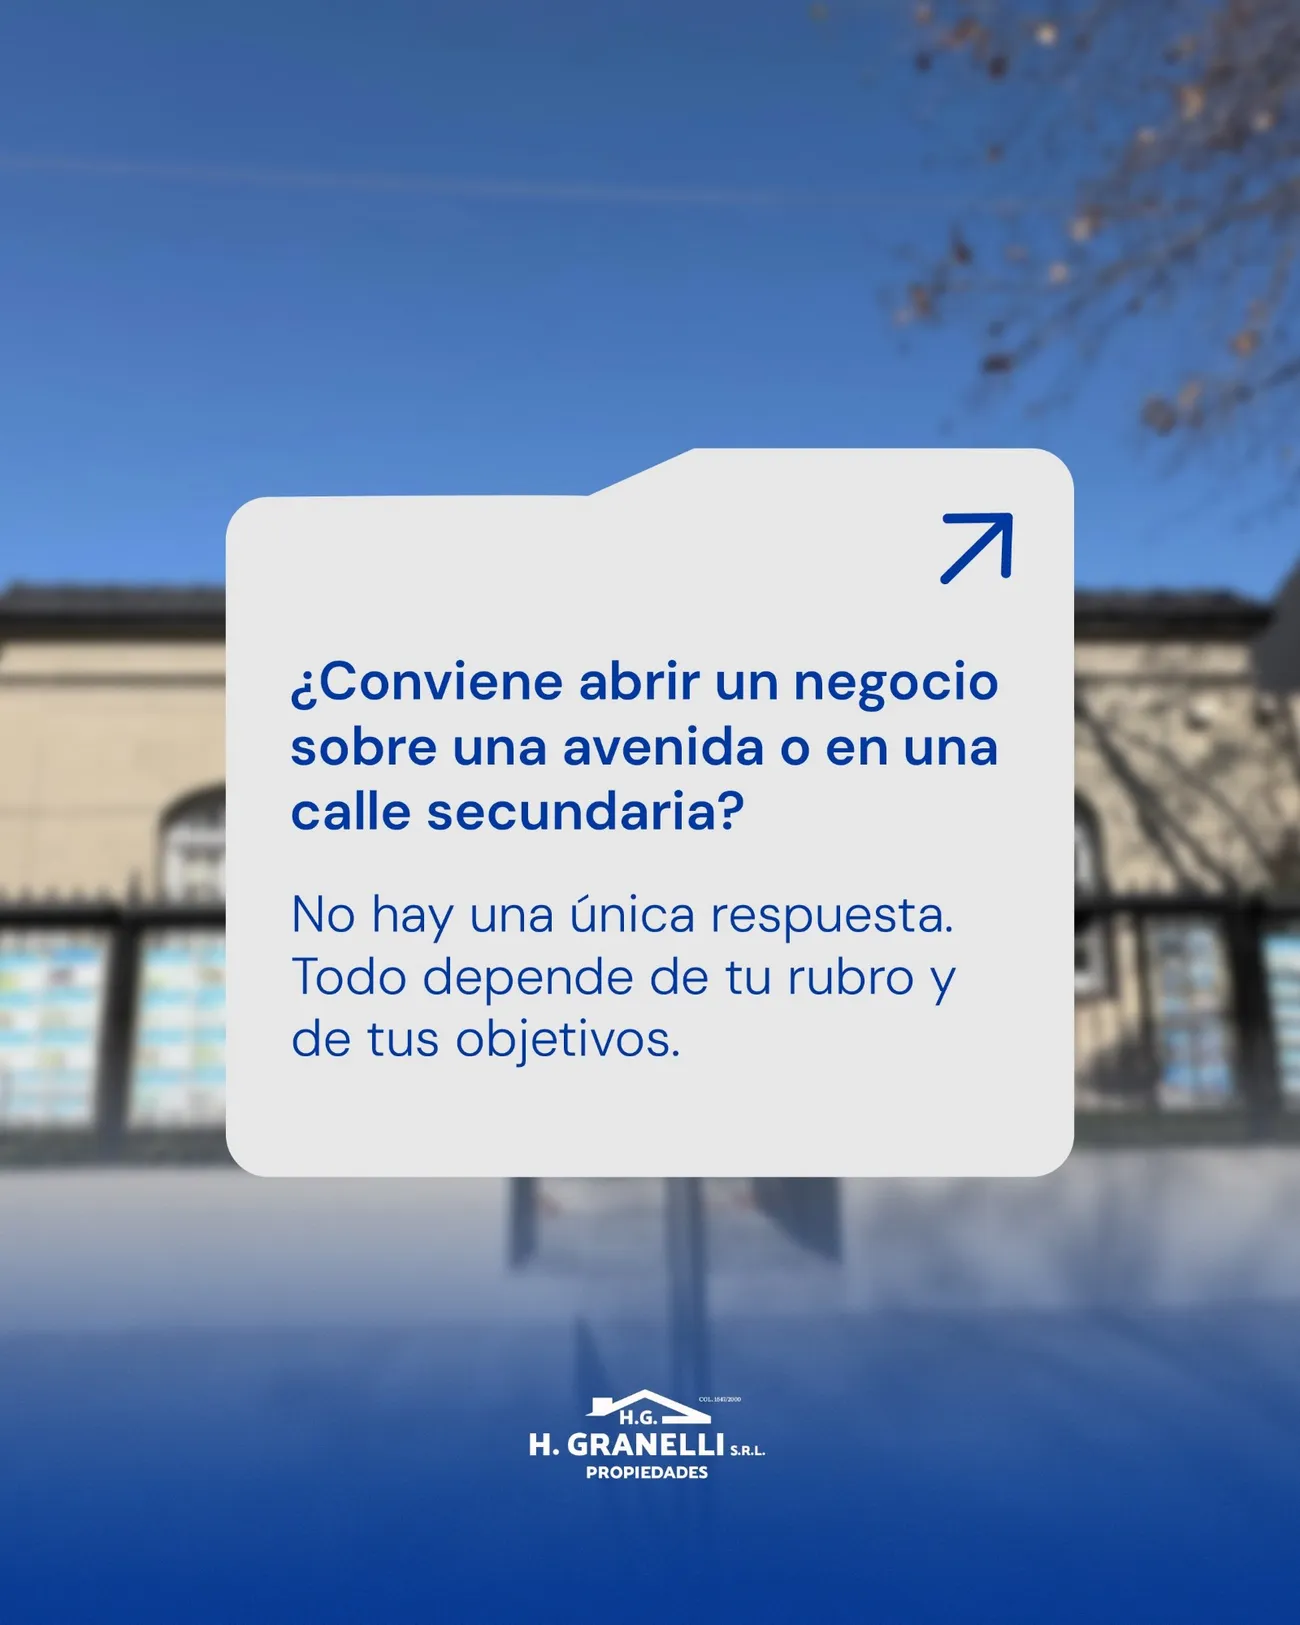 ¿Conviene abrir un negocio
sobre una avenida o en una
calle secundaria?
No hay una única respuesta.
Todo depende de tu rubro y
de tus objetivos.
H.G.
H. GRANELLI S.R.L.
PROPIEDADES